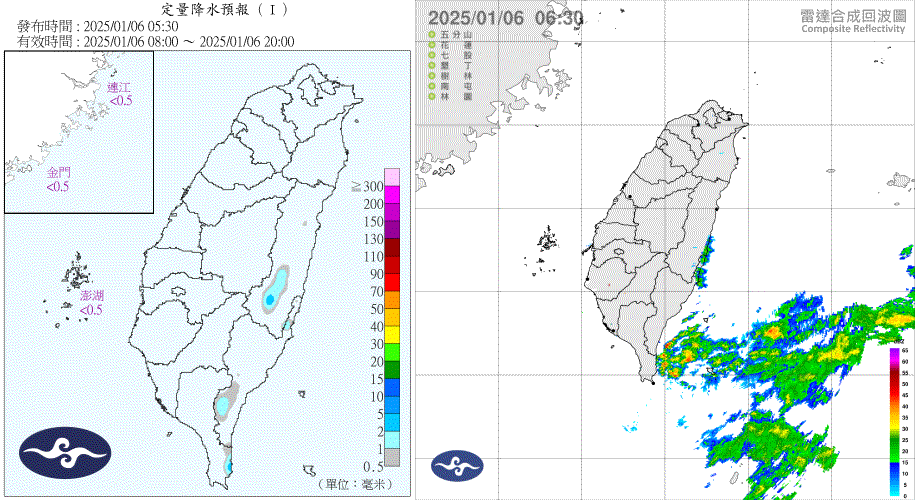 定量降水預報（Ｉ）
發布時間：2025/01/06 05:30
有效時間：2025/01/06 08:00 ～ 2025/01/06 20:00
連江
<0.5
金門
<0.5
澎湖
<0.5
≧ 300
200
150
130
110
90
70
50
40
30
20
15
10
5
2
1
0.5
（單位：毫米）
2025/01/06 06:30
五分山
花蓮
七股
墾丁
樹林
南屯
林園
雷達合成回波圖
Composite Reflectivity
dBZ
65
60
55
50
45
40
35
30
25
20
15
10
5
0